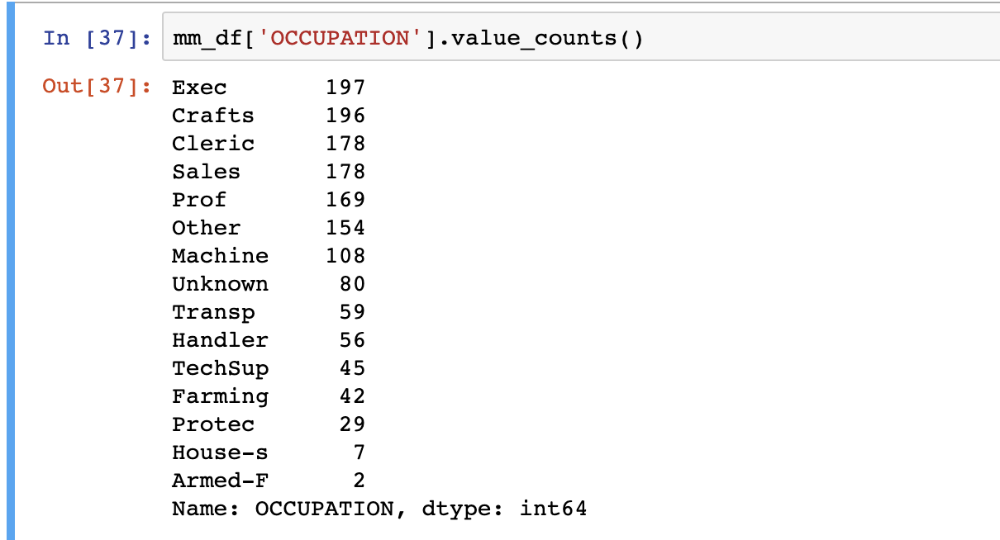 In [37]: mm_df['OCCUPATION'].value_counts()
Out[37]: Exec 197
Crafts 196
Cleric 178
Sales 178
Prof 169
Other 154
Machine 108
Unknown 80
Transp 59
Handler 56
TechSup 45
Farming 42
Protec 29
House-s 7
Armed-F 2
Name: OCCUPATION, dtype: int64